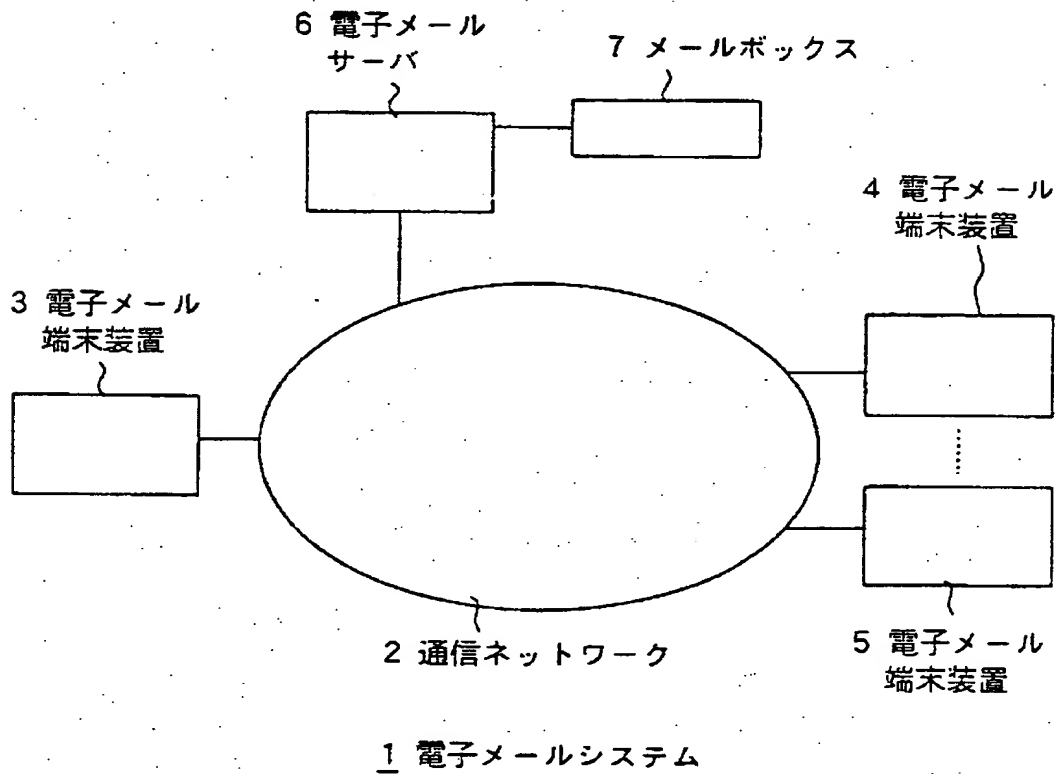 6 電子メール
サーバ
7 メールボックス
4 電子メール
端末装置
3 電子メール
端末装置
2 通信ネットワーク
5 電子メール
端末装置
1 電子メールシステム